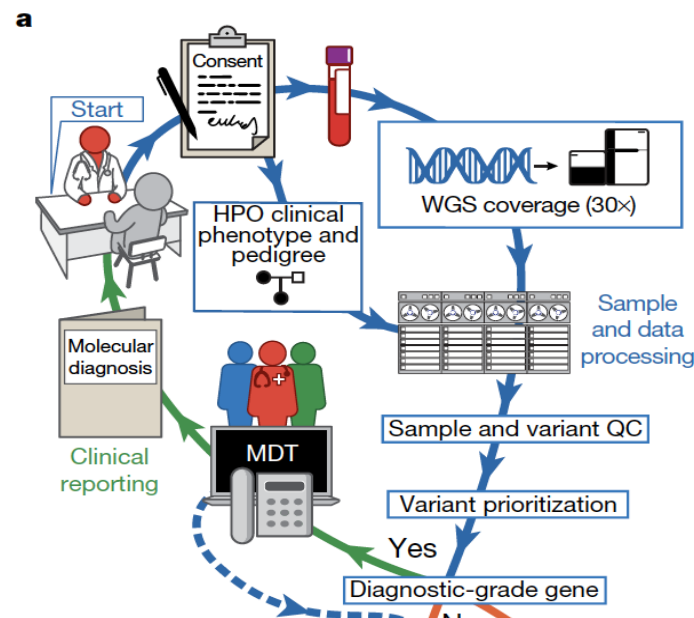 a
Consent
Start
WGS coverage (30×)
HPO clinical
phenotype and
pedigree
Sample
and data
processing
Molecular
diagnosis
MDT
Sample and variant QC
Clinical
reporting
Variant prioritization
Yes
Diagnostic-grade gene